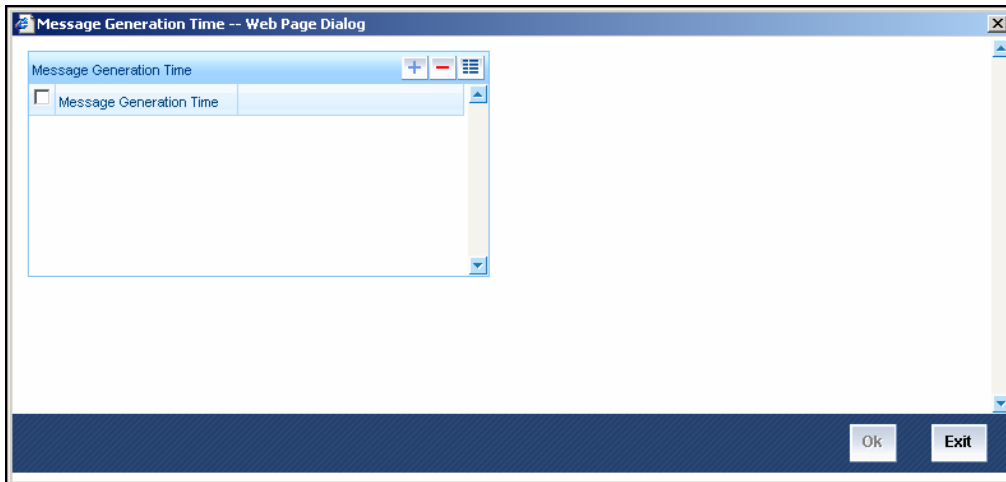 Message Generation Time -- Web Page Dialog
Message Generation Time
Message Generation Time
Ok
Exit